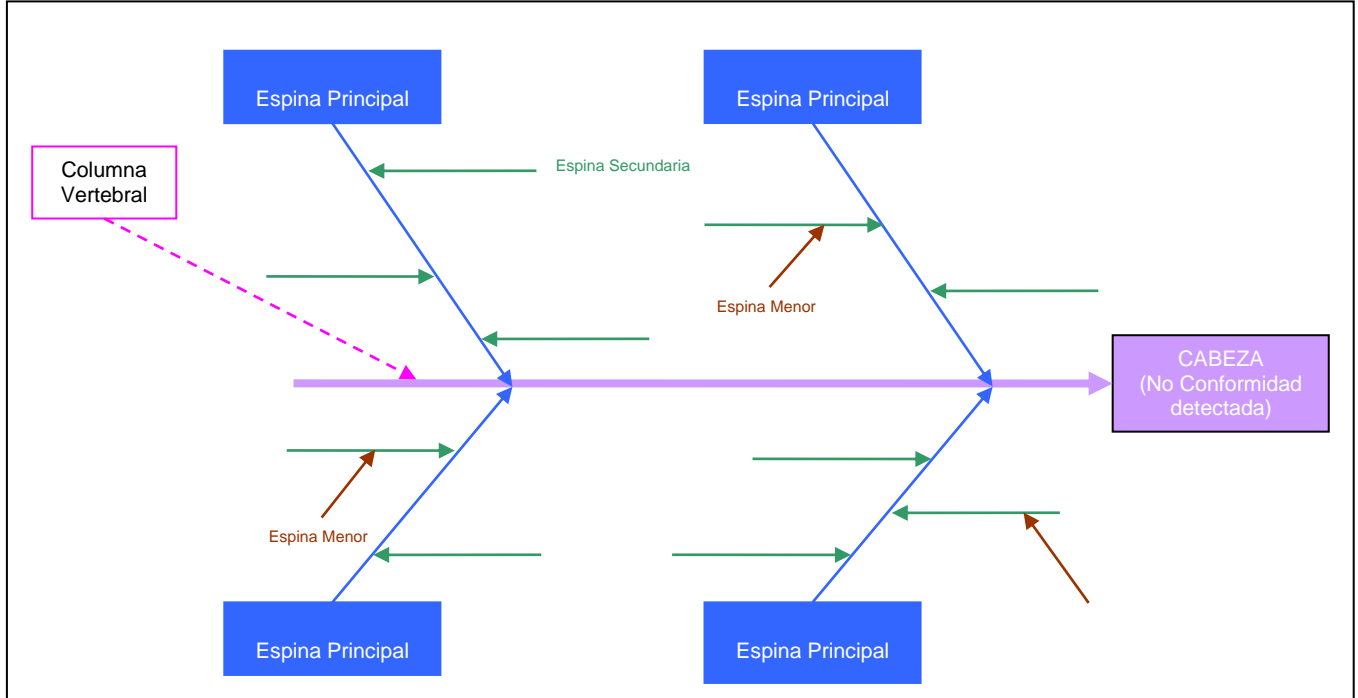 Espina Principal
Espina Principal
Columna
Vertebral
Espina Secundaria
Espina Menor
CABEZA
(No Conformidad
detectada)
Espina Menor
Espina Principal
Espina Principal